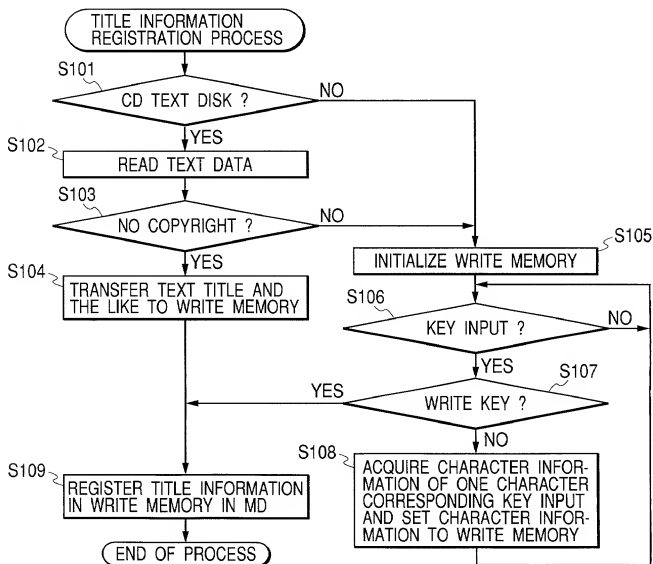 TITLE INFORMATION
REGISTRATION PROCESS
S101
CD TEXT DISK ?
NO
YES
S102
READ TEXT DATA
S103
NO COPYRIGHT ?
NO
YES
S104
TRANSFER TEXT TITLE AND
THE LIKE TO WRITE MEMORY
S105
INITIALIZE WRITE MEMORY
S106
KEY INPUT ?
NO
YES
S107
WRITE KEY ?
YES
NO
S108
ACQUIRE CHARACTER INFOR-
MATION OF ONE CHARACTER
CORRESPONDING KEY INPUT
AND SET CHARACTER INFOR-
MATION TO WRITE MEMORY
S109
REGISTER TITLE INFORMATION
IN WRITE MEMORY IN MD
END OF PROCESS